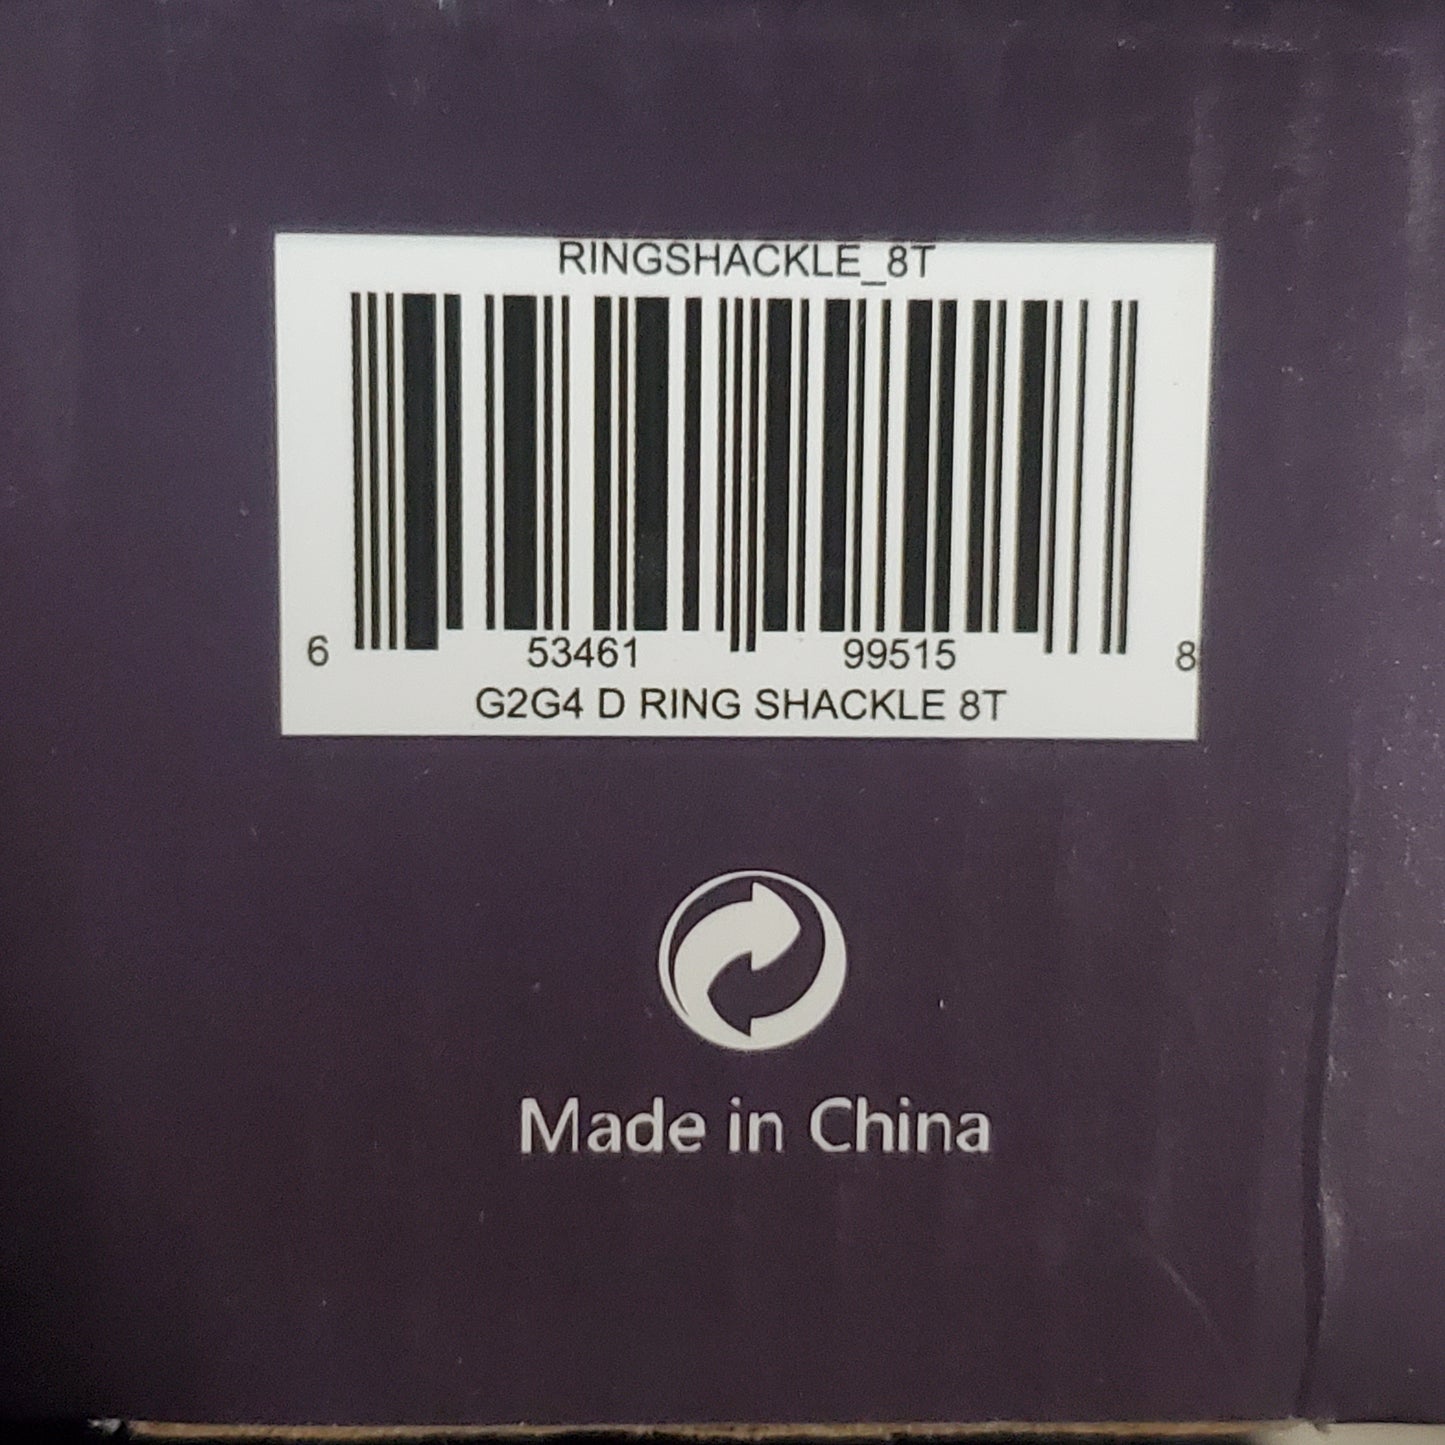 RINGSHACKLE_8T
6 53461 99515 8
G2G4 D RING SHACKLE 8T
Made in China